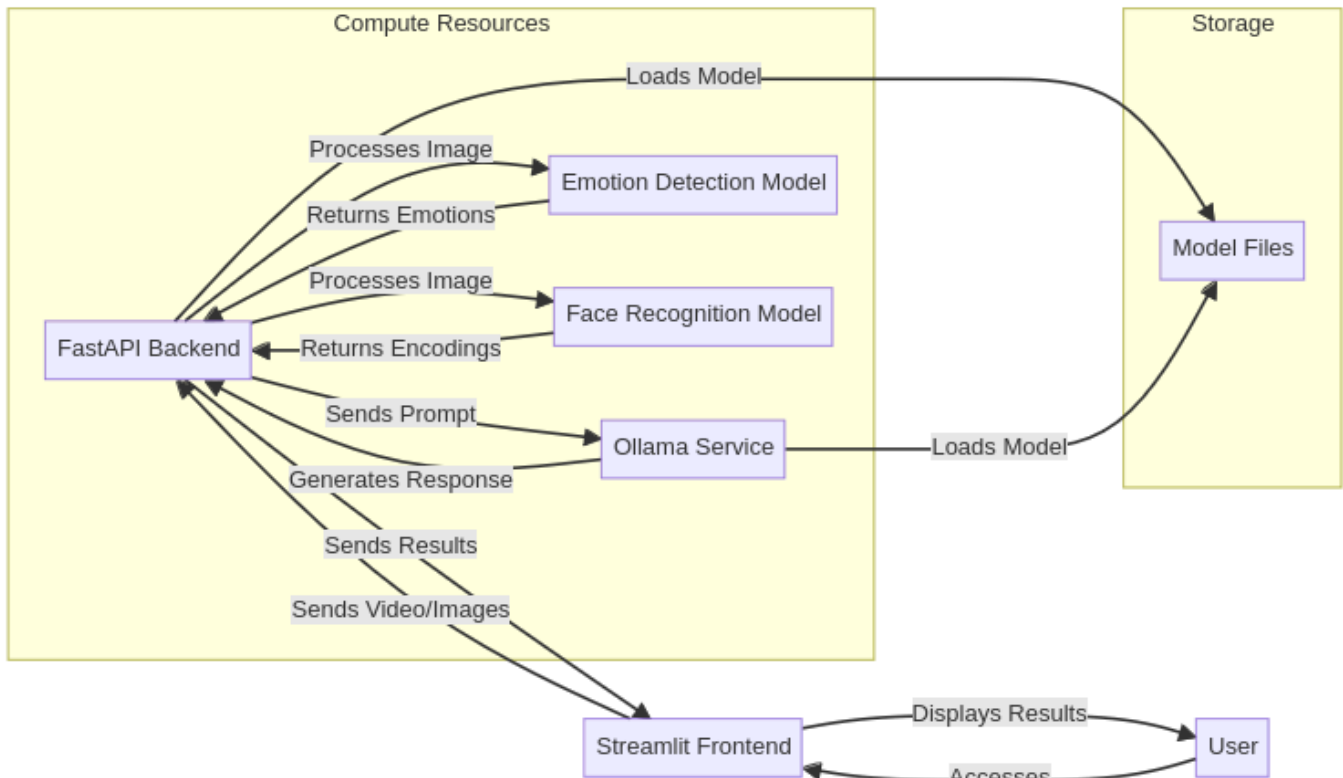 Compute Resources
Storage
Loads Model
Processes Image
Emotion Detection Model
Returns Emotions
Model Files
Processes Image
Face Recognition Model
FastAPI Backend
Returns Encodings
Sends Prompt
Ollama Service
Loads Model
Generates Response
Sends Results
Sends Video/Images
Displays Results
Streamlit Frontend
User
Accesses